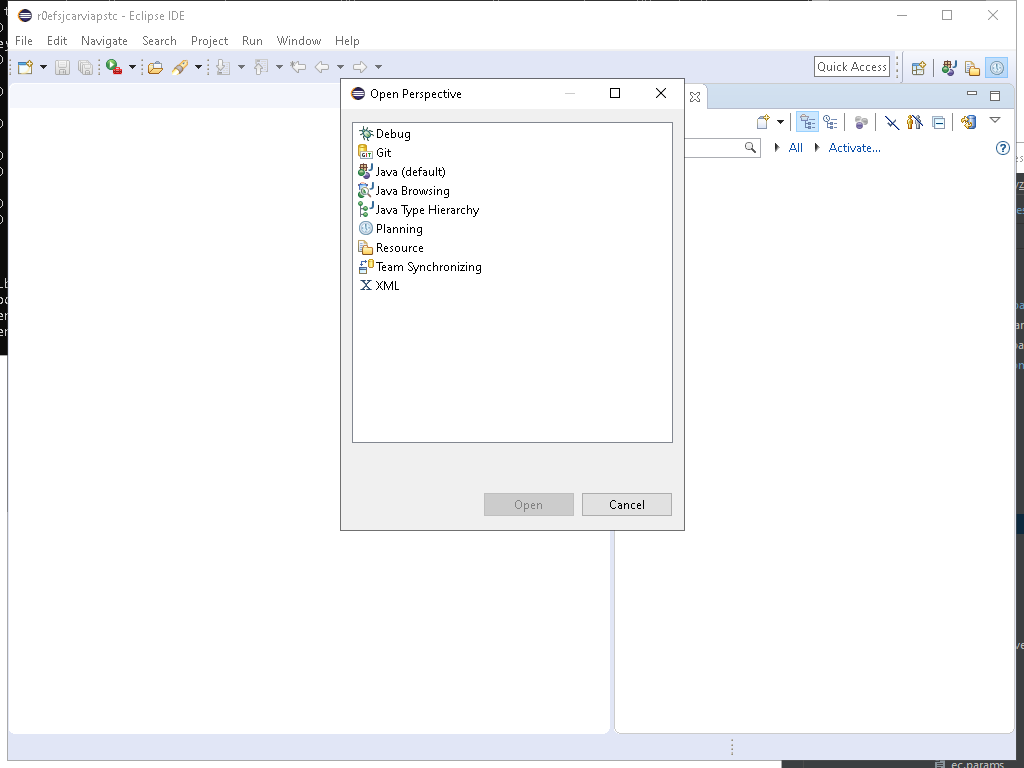 r0efsjcarviapstc - Eclipse IDE
File Edit Navigate Search Project Run Window Help
Quick Access
Open Perspective
Debug
Git
Java (default)
Java Browsing
Java Type Hierarchy
Planning
Resource
Team Synchronizing
XML
All
Activate...
Open
Cancel
ec.params